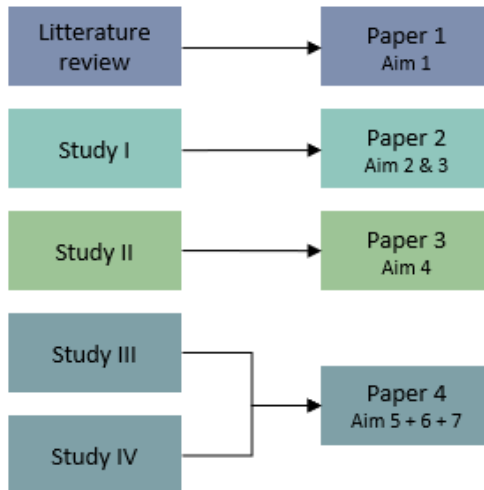 Litterature
review
Paper 1
Aim 1
Study I
Paper 2
Aim 2 & 3
Study II
Paper 3
Aim 4
Study III
Study IV
Paper 4
Aim 5 + 6 + 7